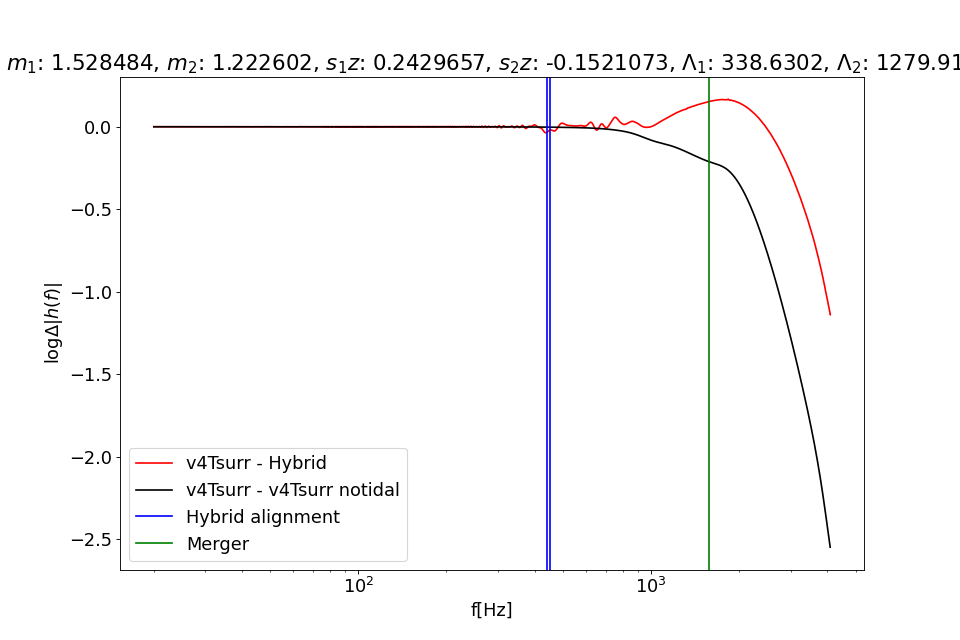 m₁: 1.528484, m₂: 1.222602, s₁z: 0.2429657, s₂z: -0.1521073, Λ₁: 338.6302, Λ₂: 1279.91
0.0
−0.5
−1.0
−1.5
−2.0
−2.5
logΔ|h(f)|
v4Tsurr - Hybrid
v4Tsurr - v4Tsurr notidal
Hybrid alignment
Merger
10² 10³
f[Hz]